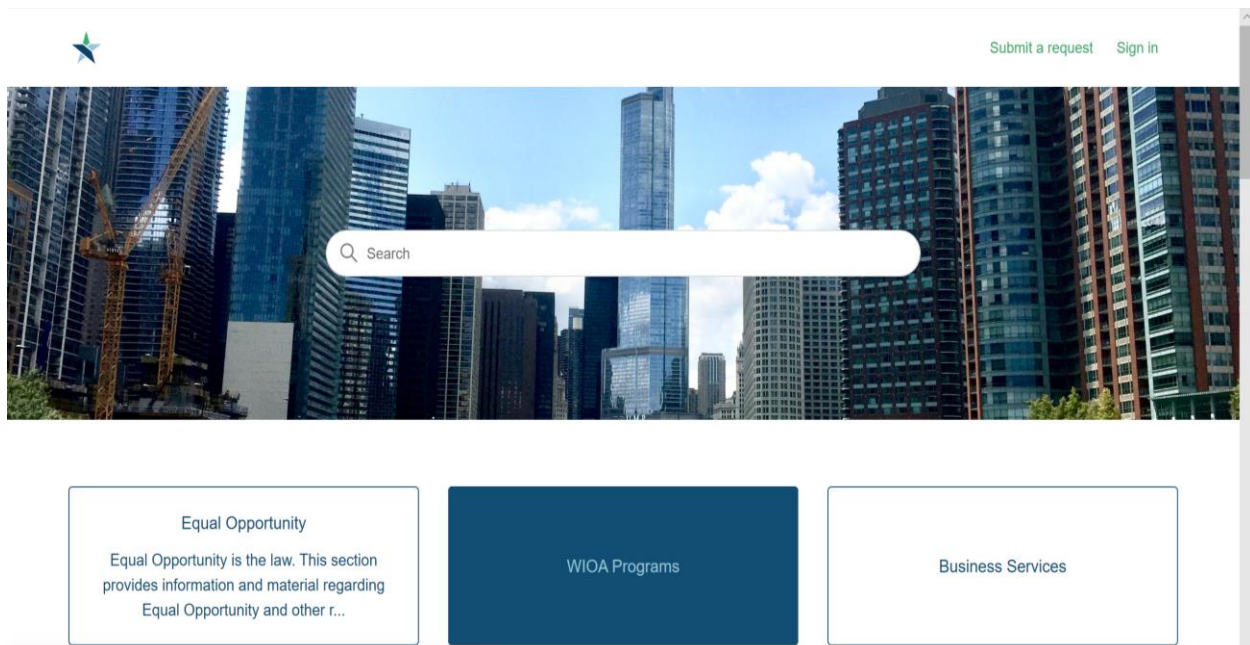 Submit a request Sign in
Search
Equal Opportunity
Equal Opportunity is the law. This section
provides information and material regarding
Equal Opportunity and other r...
WIOA Programs
Business Services